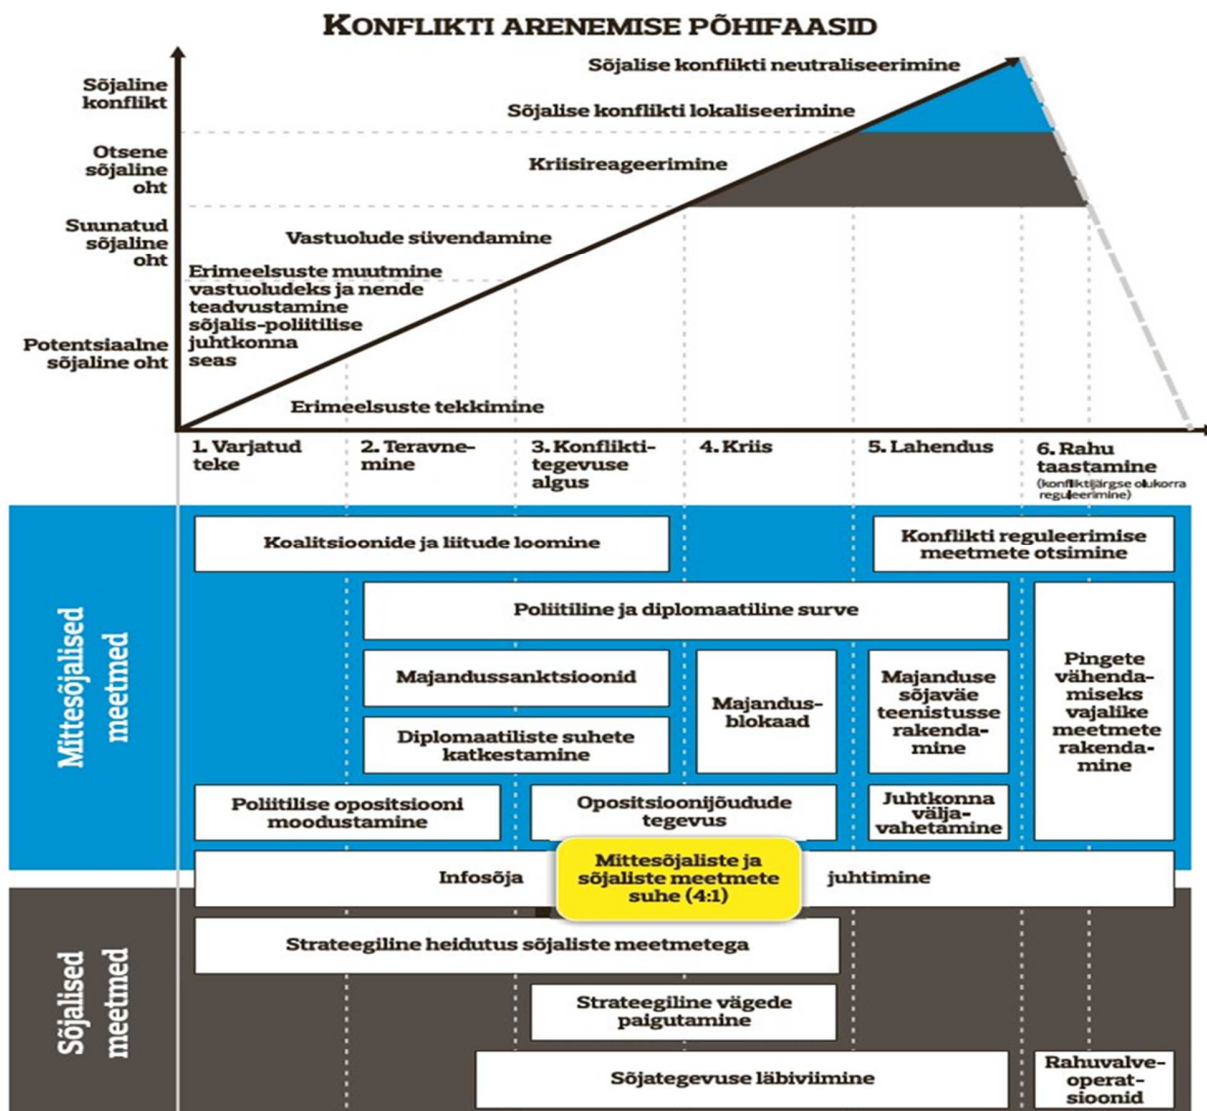 KONFLIKTI ARENEMISE PÕHIFAASID
Sõjaline
konflikt
Otsene
sõjaline
oht
Suunatud
sõjaline
oht
Potentsiaalne
sõjaline oht
Sõjalise konflikti neutraliseerimine
Sõjalise konflikti lokaliseerimine
Kriisireageerimine
Vastuolude süvendamine
Erimeelsuste muutmine
vastuoludeks ja nende
teadvustamine
sõjalis-poliitilise
juhtkonna
seas
Erimeelsuste tekkimine
1. Varjatud
teke
2. Teravne-
mine
3. Konflikti-
tegevuse
algus
4. Kriis
5. Lahendus
6. Rahu
taastamine
(konfliktijärgse olukorra
reguleerimine)
Mittesõjalised
meetmed
Koalitsioonide ja liitude loomine
Konflikti reguleerimise
meetmete otsimine
Poliitiline ja diplomaatiline surve
Pingete
vähenda-
miseks
vajalike
meetmete
rakenda-
mine
Majandussanktsioonid
Majandus-
blokaad
Majanduse
sõjaväe
teenistusse
rakenda-
mine
Diplomaatiliste suhete
katkestamine
Poliitilise opositsiooni
moodustamine
Opositsioonijõudude
tegevus
Juhtkonna
välja-
vahetamine
Infosõja
Mittesõjaliste ja
sõjaliste meetmete
suhe (4:1)
juhtimine
Sõjalised
meetmed
Strateegiline heidutus sõjaliste meetmetega
Strateegiline vägede
paigutamine
Sõjategevuse läbiviimine
Rahuvalve-
operat-
sioonid